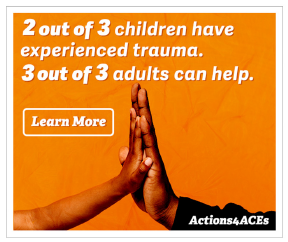 2 out of 3 children have
experienced trauma.
3 out of 3 adults can help.
Learn More
Actions4ACEs